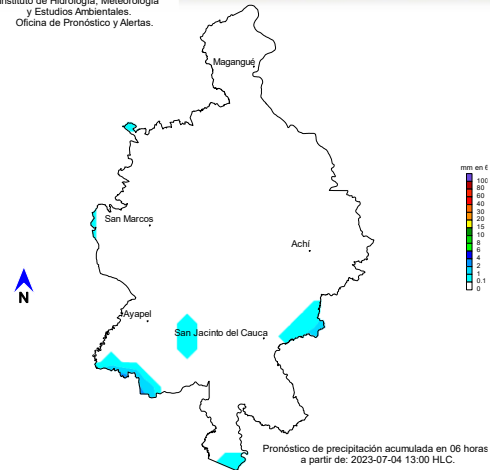 Instituto de Hidrología, Meteorología
y Estudios Ambientales.
Oficina de Pronóstico y Alertas.
Magangué
San Marcos
Achí
Ayapel
San Jacinto del Cauca
N
mm en 6
100
80
60
40
30
20
15
10
8
6
4
2
1
0.1
0
Pronóstico de precipitación acumulada en 06 horas
a partir de: 2023-07-04 13:00 HLC.